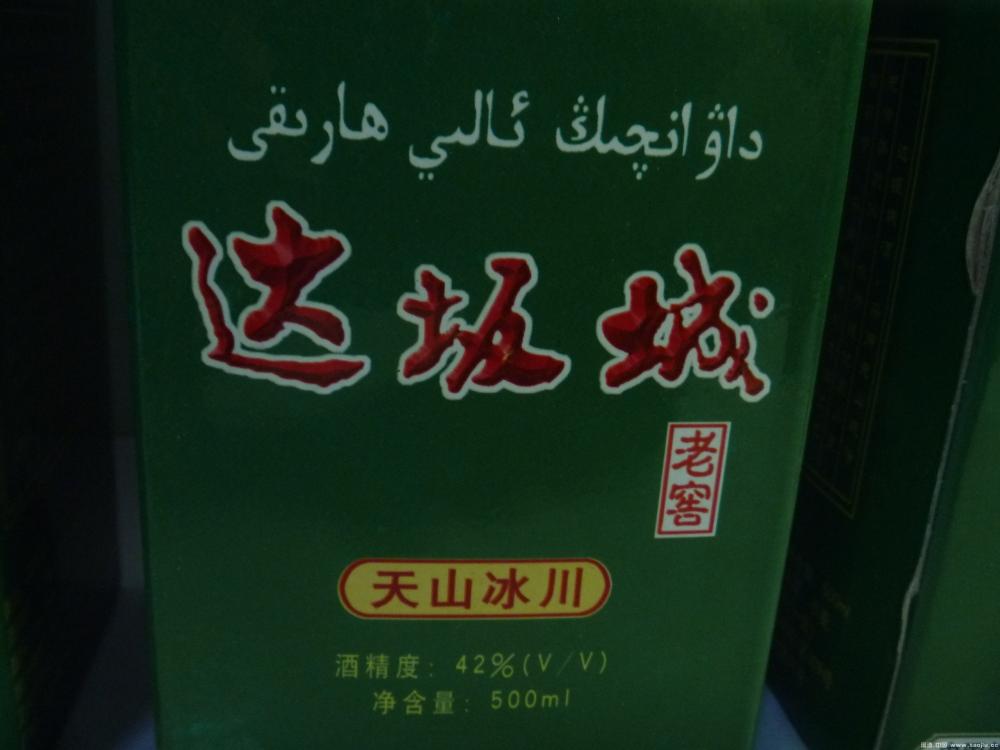 داۋانچىڭ ئالىي ھارىقى
达坂城
老窖
天山冰川
酒精度: 42%(V/V)
净含量: 500ml